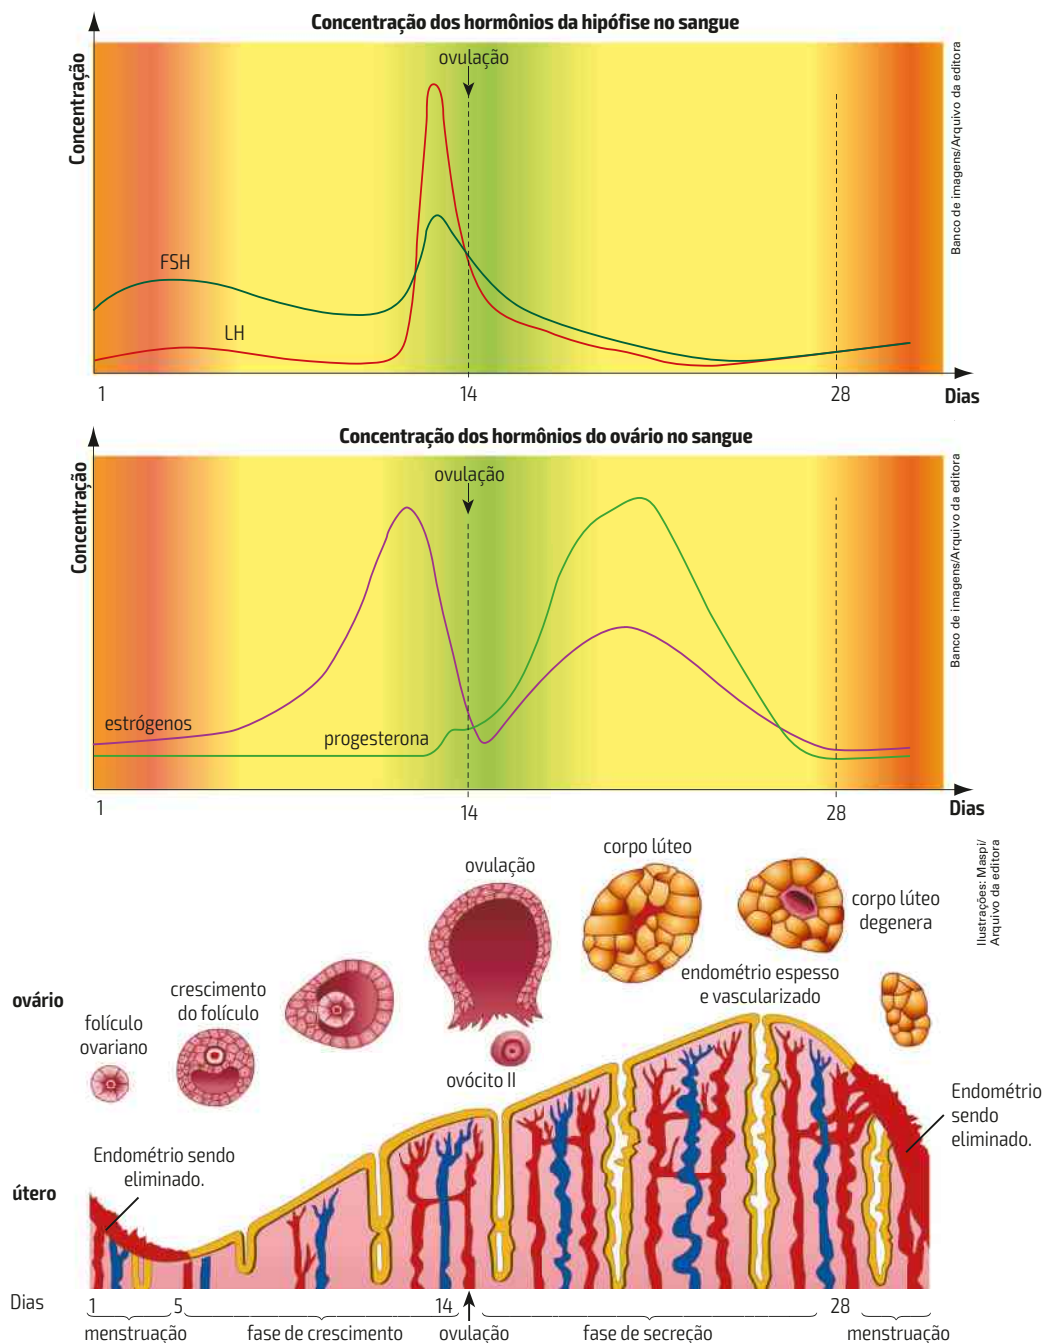 Concentração dos hormônios da hipófise no sangue
Concentração
ovulação
FSH
LH
1
14
28
Dias
Banco de imagens/Arquivo da editora
Concentração dos hormônios do ovário no sangue
Concentração
ovulação
estrógenos
progesterona
1
14
28
Dias
Banco de imagens/Arquivo da editora
Ilustrações: Maspi/
Arquivo da editora
ovário
folículo
ovariano
crescimento
do folículo
ovulação
ovócito II
corpo lúteo
corpo lúteo
degenera
endométrio espesso
e vascularizado
útero
Endométrio sendo
eliminado.
Endométrio
sendo
eliminado.
Dias
1
5
14
28
menstruação
fase de crescimento
ovulação
fase de secreção
menstruação